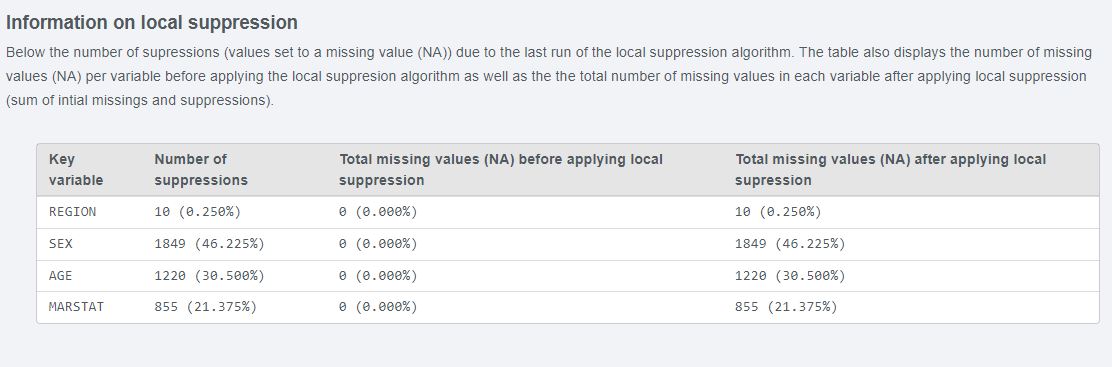 Information on local suppression
Below the number of supressions (values set to a missing value (NA)) due to the last run of the local suppression algorithm. The table also displays the number of missing
values (NA) per variable before applying the local suppresion algorithm as well as the the total number of missing values in each variable after applying local suppression
(sum of intial missings and suppressions).
Key variable Number of suppressions Total missing values (NA) before applying local suppression Total missing values (NA) after applying local supression
REGION 10 (0.250%) 0 (0.000%) 10 (0.250%)
SEX 1849 (46.225%) 0 (0.000%) 1849 (46.225%)
AGE 1220 (30.500%) 0 (0.000%) 1220 (30.500%)
MARSTAT 855 (21.375%) 0 (0.000%) 855 (21.375%)